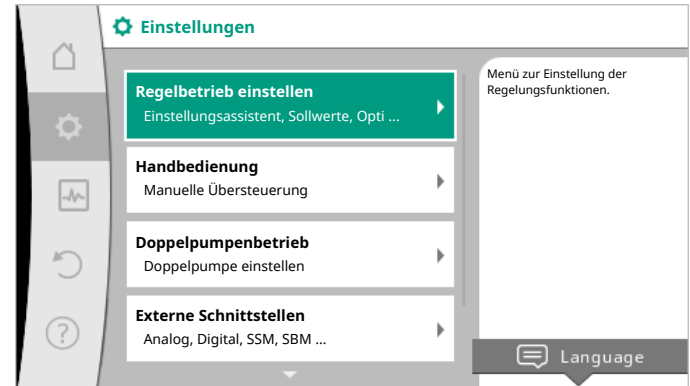 Einstellungen
Regelbetrieb einstellen
Einstellungsassistent, Sollwerte, Opti ...
Handbedienung
Manuelle Übersteuerung
Doppelpumpenbetrieb
Doppelpumpe einstellen
Externe Schnittstellen
Analog, Digital, SSM, SBM ...
Menü zur Einstellung der
Regelungsfunktionen.
?
Language